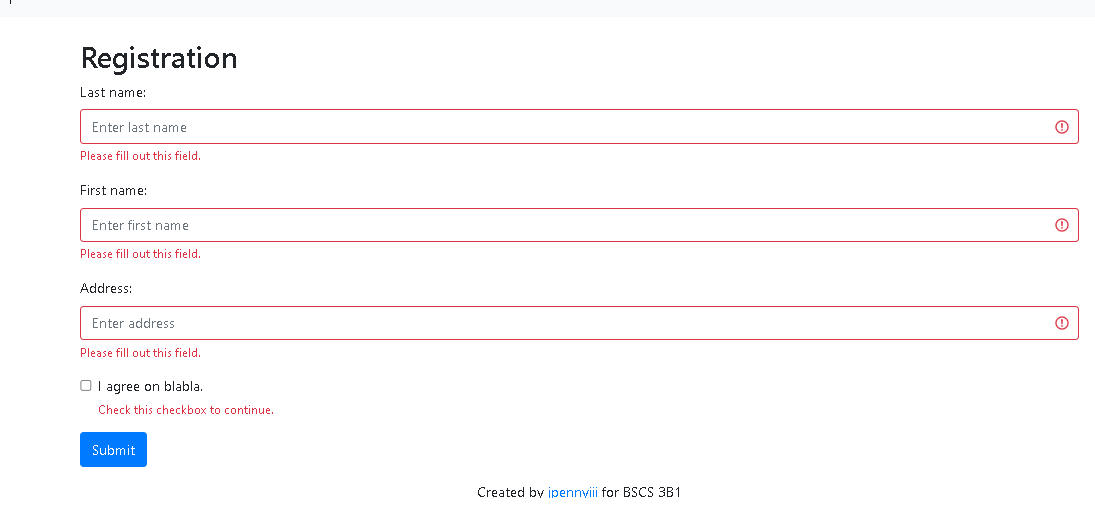 Registration
Last name:
Enter last name
Please fill out this field.
First name:
Enter first name
Please fill out this field.
Address:
Enter address
Please fill out this field.
I agree on blabla.
Check this checkbox to continue.
Submit
Created by jpennyiii for BSCS 3B1